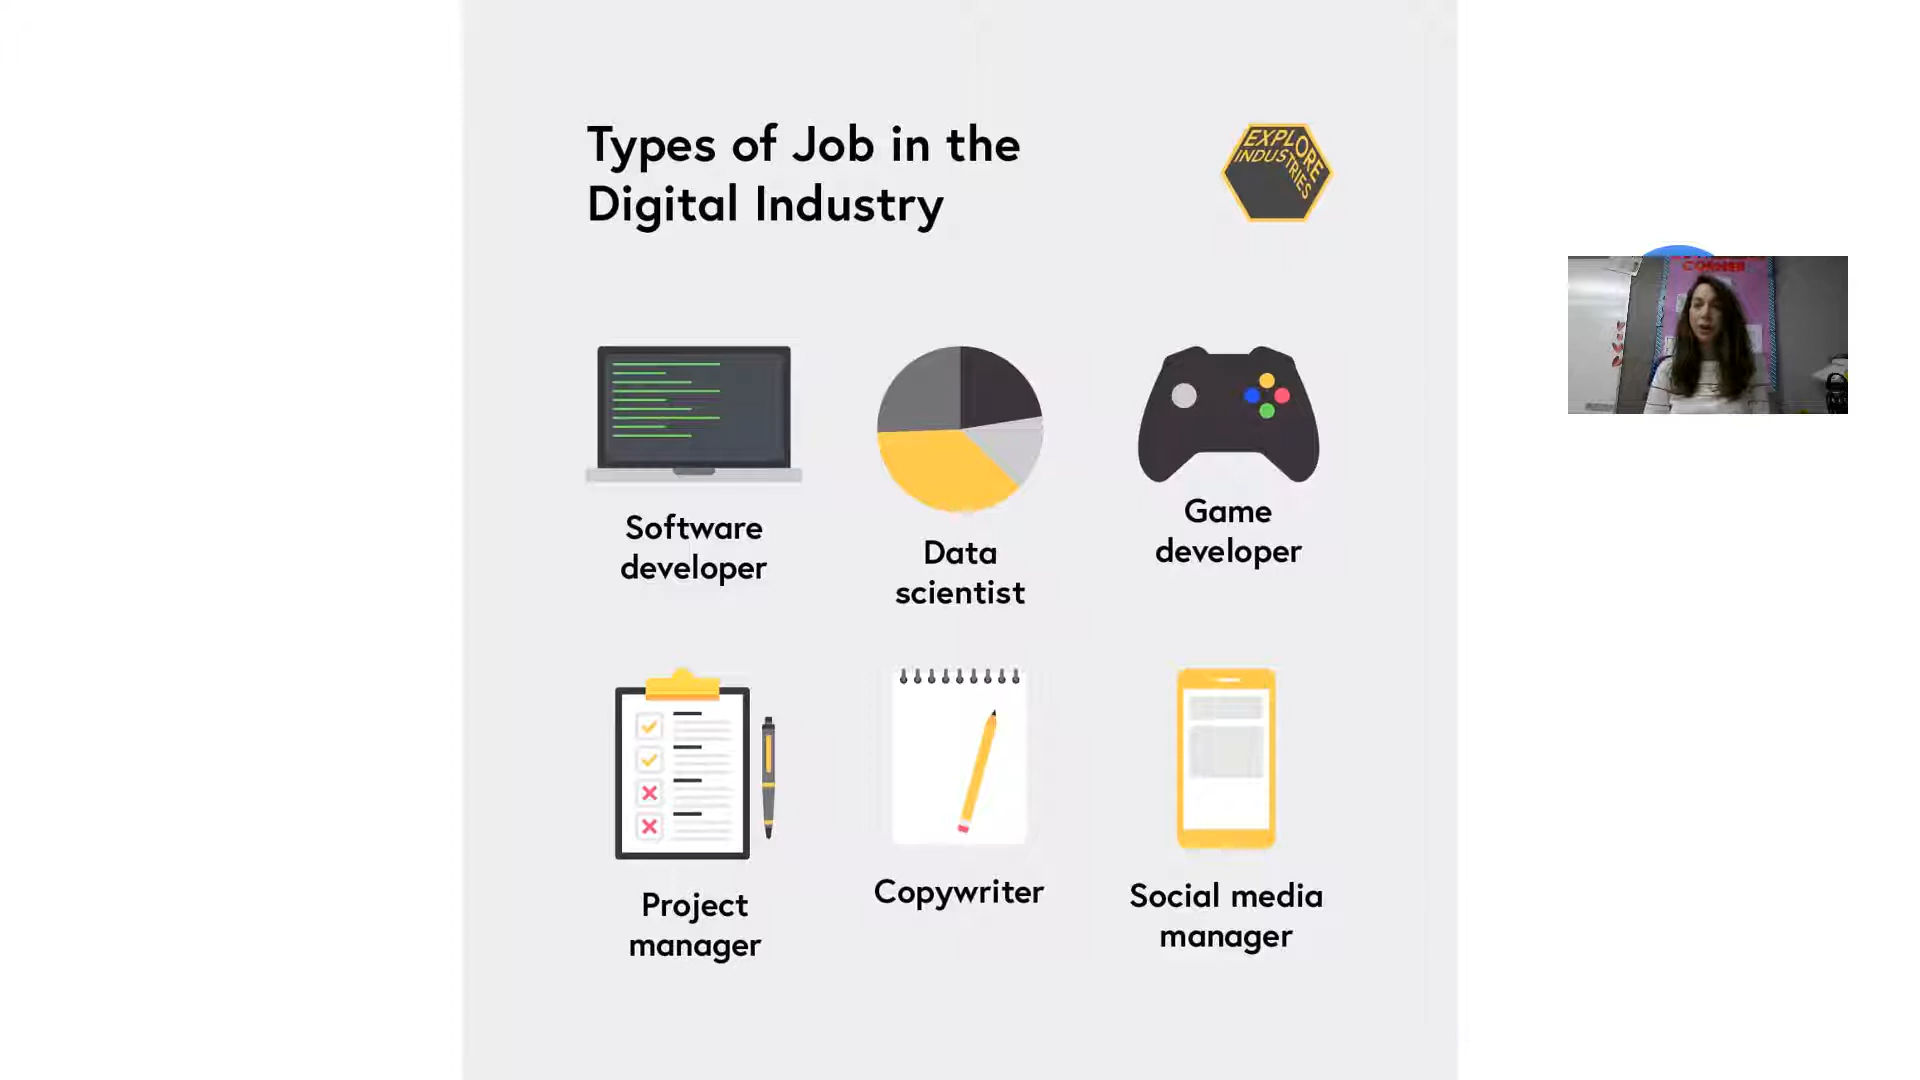 Types of Job in the
Digital Industry
EXPLORE
INDUSTRIES
CORNER
Software
developer
Data
scientist
Game
developer
Project
manager
Copywriter
Social media
manager